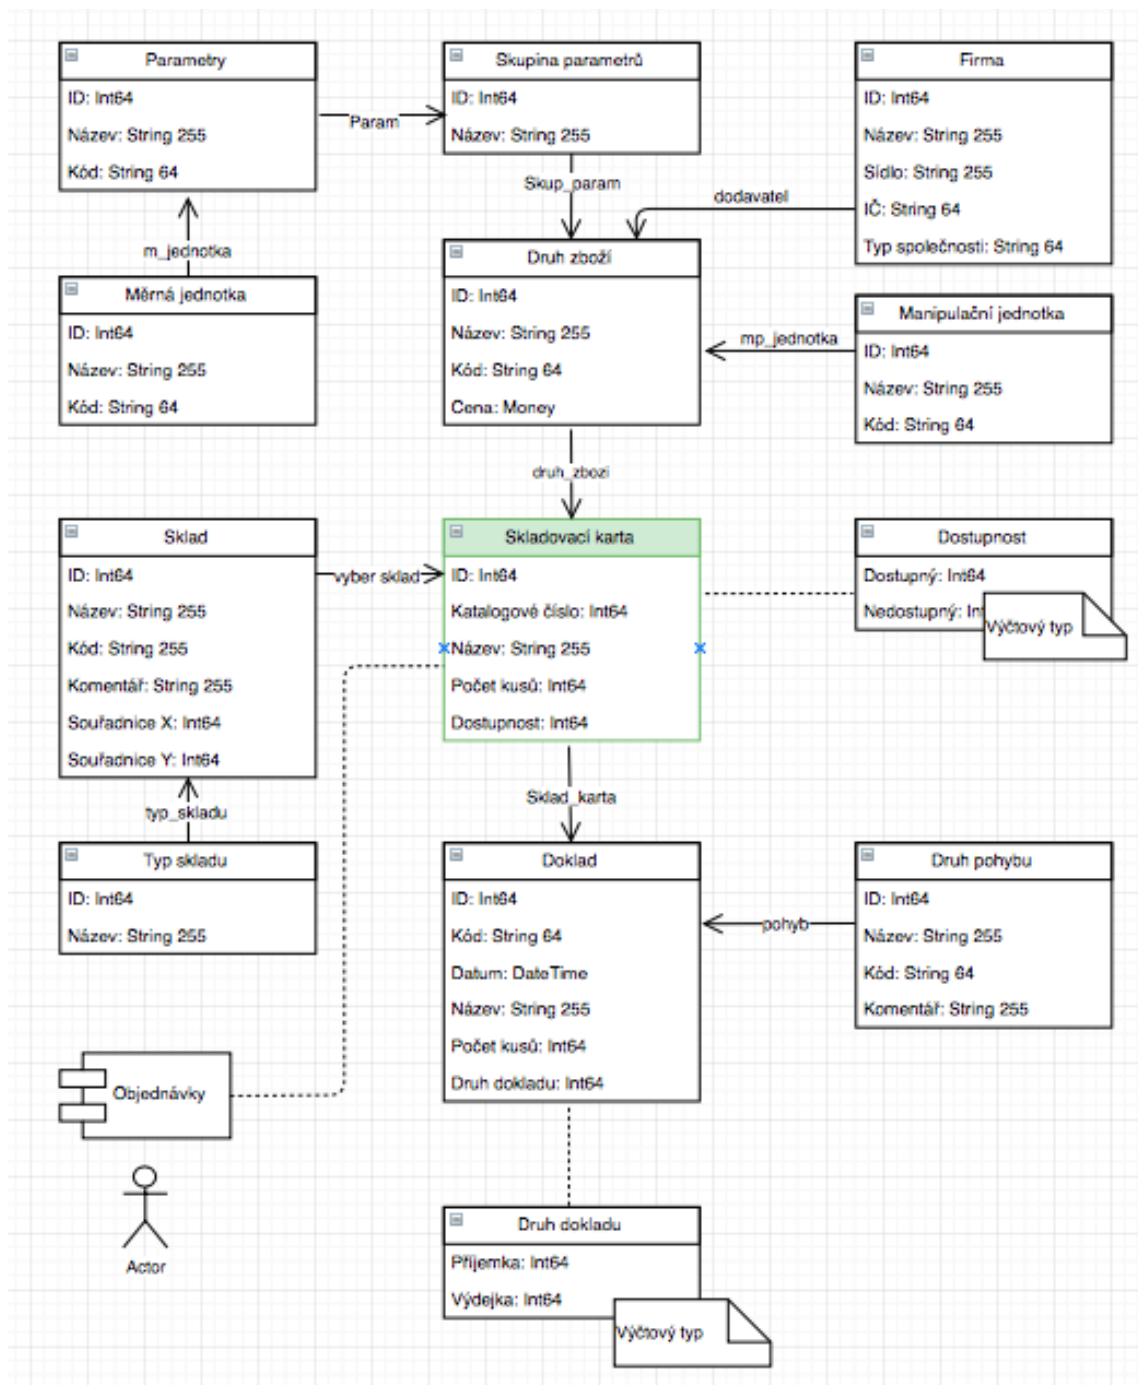 Parametry
ID: Int64
Název: String 255
Kód: String 64
Param
Skupina parametrů
ID: Int64
Název: String 255
Skup_param
Firma
ID: Int64
Název: String 255
Sídlo: String 255
IČ: String 64
Typ společnosti: String 64
dodavatel
m_jednotka
Měrná jednotka
ID: Int64
Název: String 255
Kód: String 64
Druh zboží
ID: Int64
Název: String 255
Kód: String 64
Cena: Money
mp_jednotka
Manipulační jednotka
ID: Int64
Název: String 255
Kód: String 64
druh_zbozi
Sklad
ID: Int64
Název: String 255
Kód: String 255
Komentář: String 255
Souřadnice X: Int64
Souřadnice Y: Int64
vyber sklad
Skladovací karta
ID: Int64
Katalogové číslo: Int64
Název: String 255
Počet kusů: Int64
Dostupnost: Int64
Dostupnost
Dostupný: Int64
Nedostupný: In
Výčtový typ
typ_skladu
Typ skladu
ID: Int64
Název: String 255
Sklad_karta
Doklad
ID: Int64
Kód: String 64
Datum: DateTime
Název: String 255
Počet kusů: Int64
Druh dokladu: Int64
pohyb
Druh pohybu
ID: Int64
Název: String 255
Kód: String 64
Komentář: String 255
Objednávky
Actor
Druh dokladu
Příjemka: Int64
Výdejka: Int64
Výčtový typ